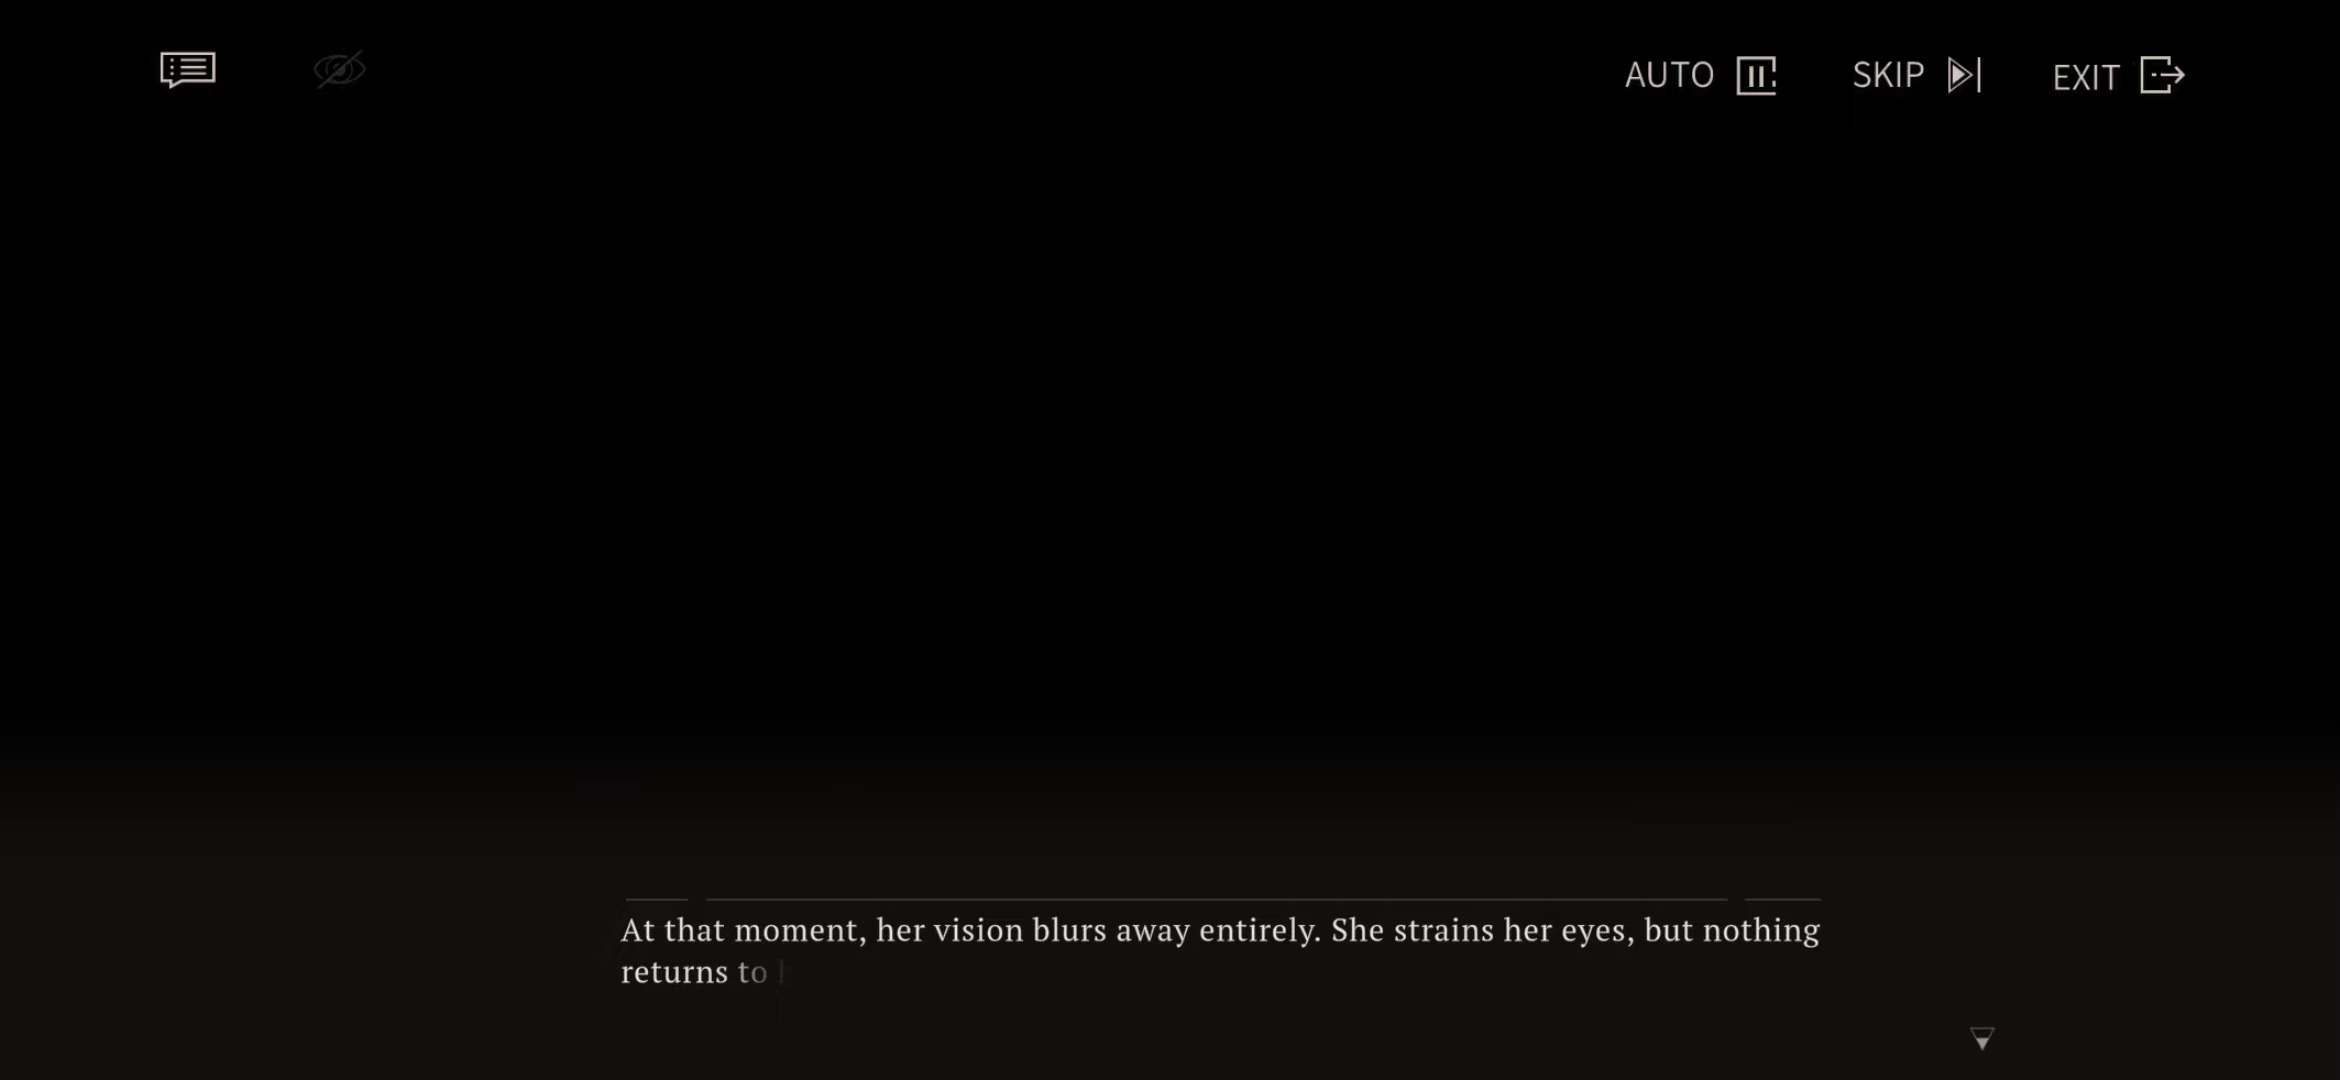 AUTO SKIP EXIT
At that moment, her vision blurs away entirely. She strains her eyes, but nothing
returns to